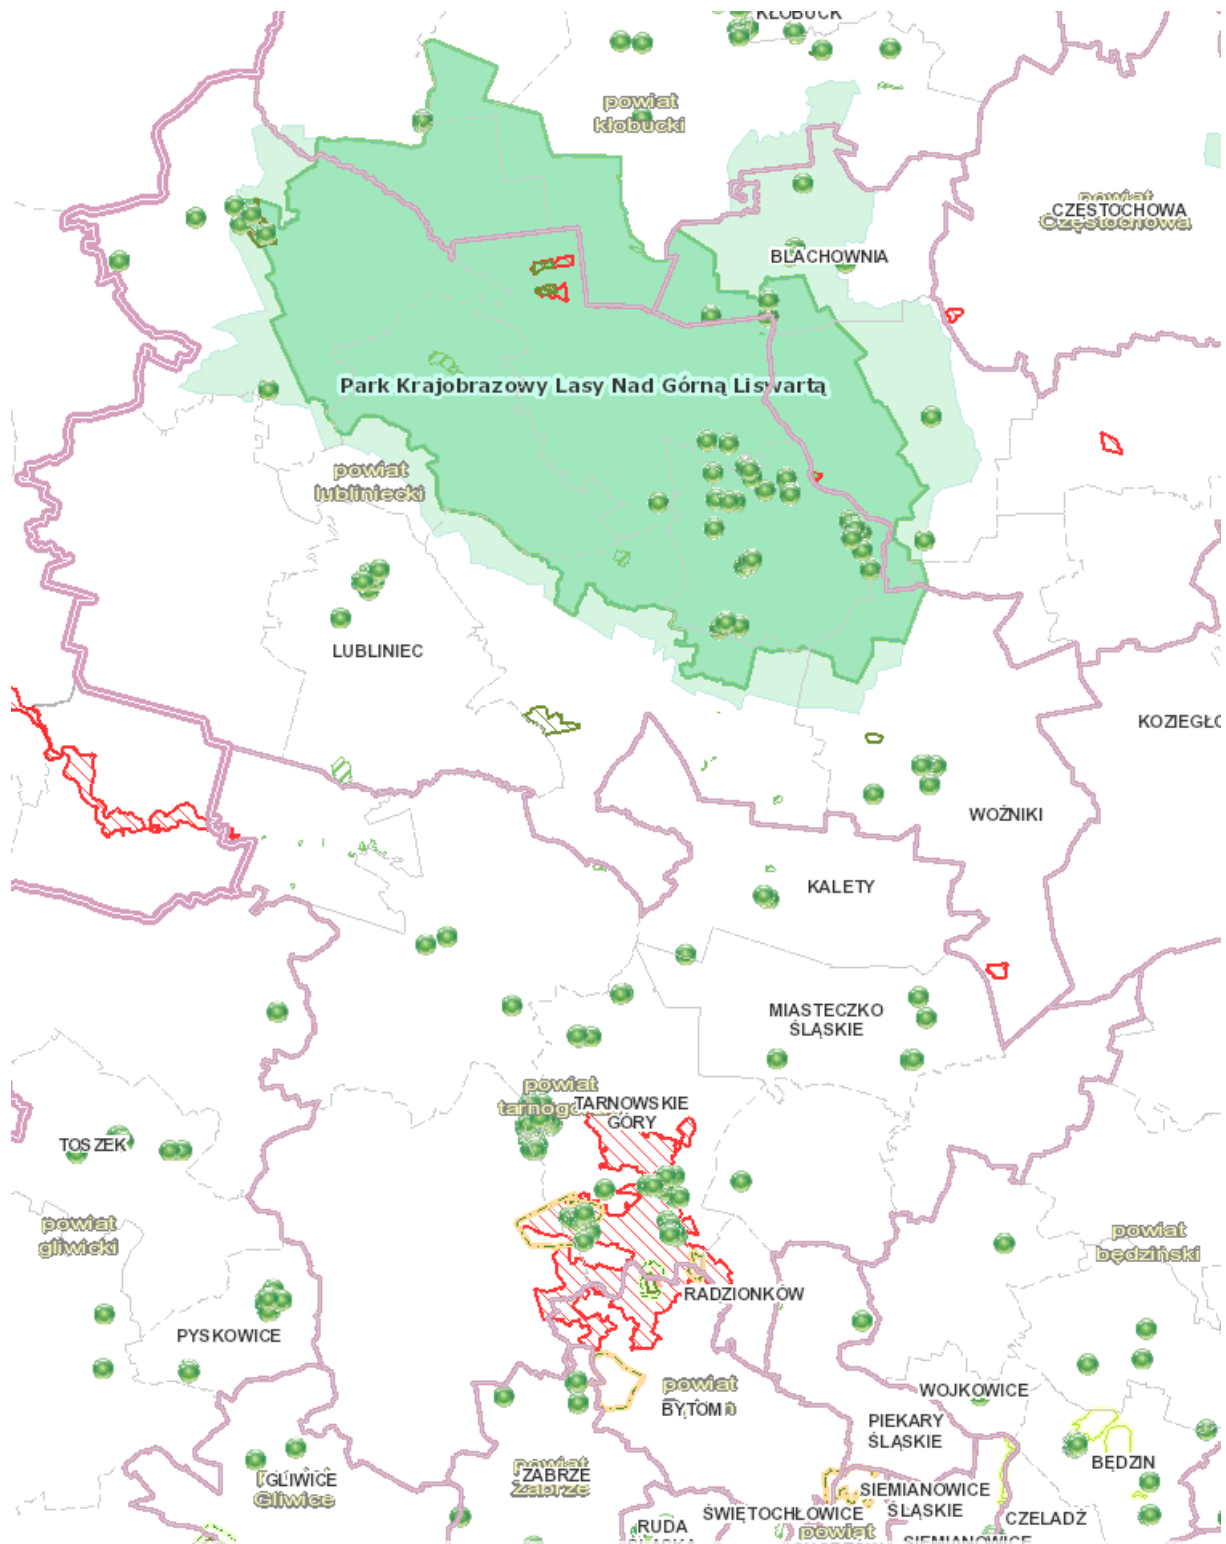 KŁOBUCK
powiat
kłobucki
powiat
CZĘSTOCHOWA
Częstochowa
BLACHOWNIA
Park Krajobrazowy Lasy Nad Górną Liswartą
powiat
lubliniecki
LUBLINIEC
KOZIEGŁO
WOŹNIKI
KALETY
MIASTECZKO
ŚLĄSKIE
powiat
TARNOWSKIE
GÓRY
TOSZEK
powiat
gliwicki
powiat
będziński
RADZIONKÓW
PYSKOWICE
powiat
BYTOM
WOJKOWICE
PIEKARY
ŚLĄSKIE
BĘDZIN
GLIWICE
Gliwice
powiat
ZABRZE
Zabrze
SIEMIANOWICE
ŚLĄSKIE
ŚWIĘTOCHŁOWICE
CZELADŹ
RUDA
powiat
SIEMIANOWICE